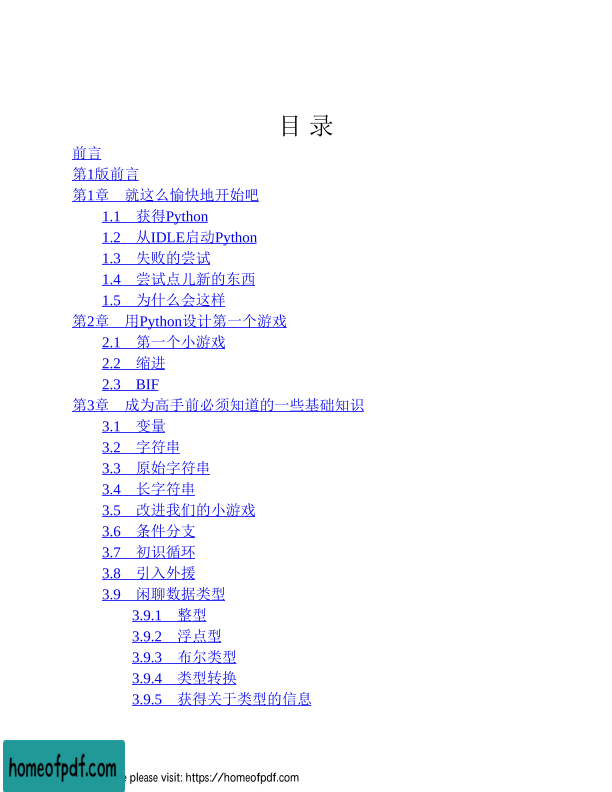 目 录
前言
第1版前言
第1章 就这么愉快地开始吧
1.1 获得Python
1.2 从IDLE启动Python
1.3 失败的尝试
1.4 尝试点儿新的东西
1.5 为什么会这样
第2章 用Python设计第一个游戏
2.1 第一个小游戏
2.2 缩进
2.3 BIF
第3章 成为高手前必须知道的一些基础知识
3.1 变量
3.2 字符串
3.3 原始字符串
3.4 长字符串
3.5 改进我们的小游戏
3.6 条件分支
3.7 初识循环
3.8 引入外援
3.9 闲聊数据类型
3.9.1 整型
3.9.2 浮点型
3.9.3 布尔类型
3.9.4 类型转换
3.9.5 获得关于类型的信息
homeofpdf.com
please visit: https://homeofpdf.com